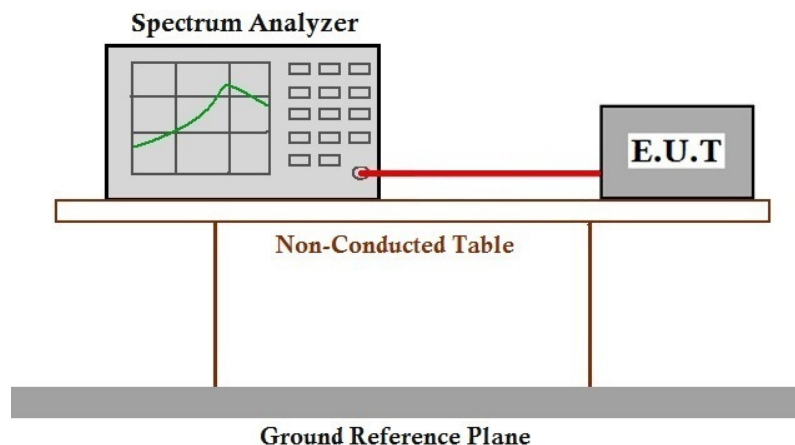 Spectrum Analyzer
E.U.T
Non-Conducted Table
Ground Reference Plane